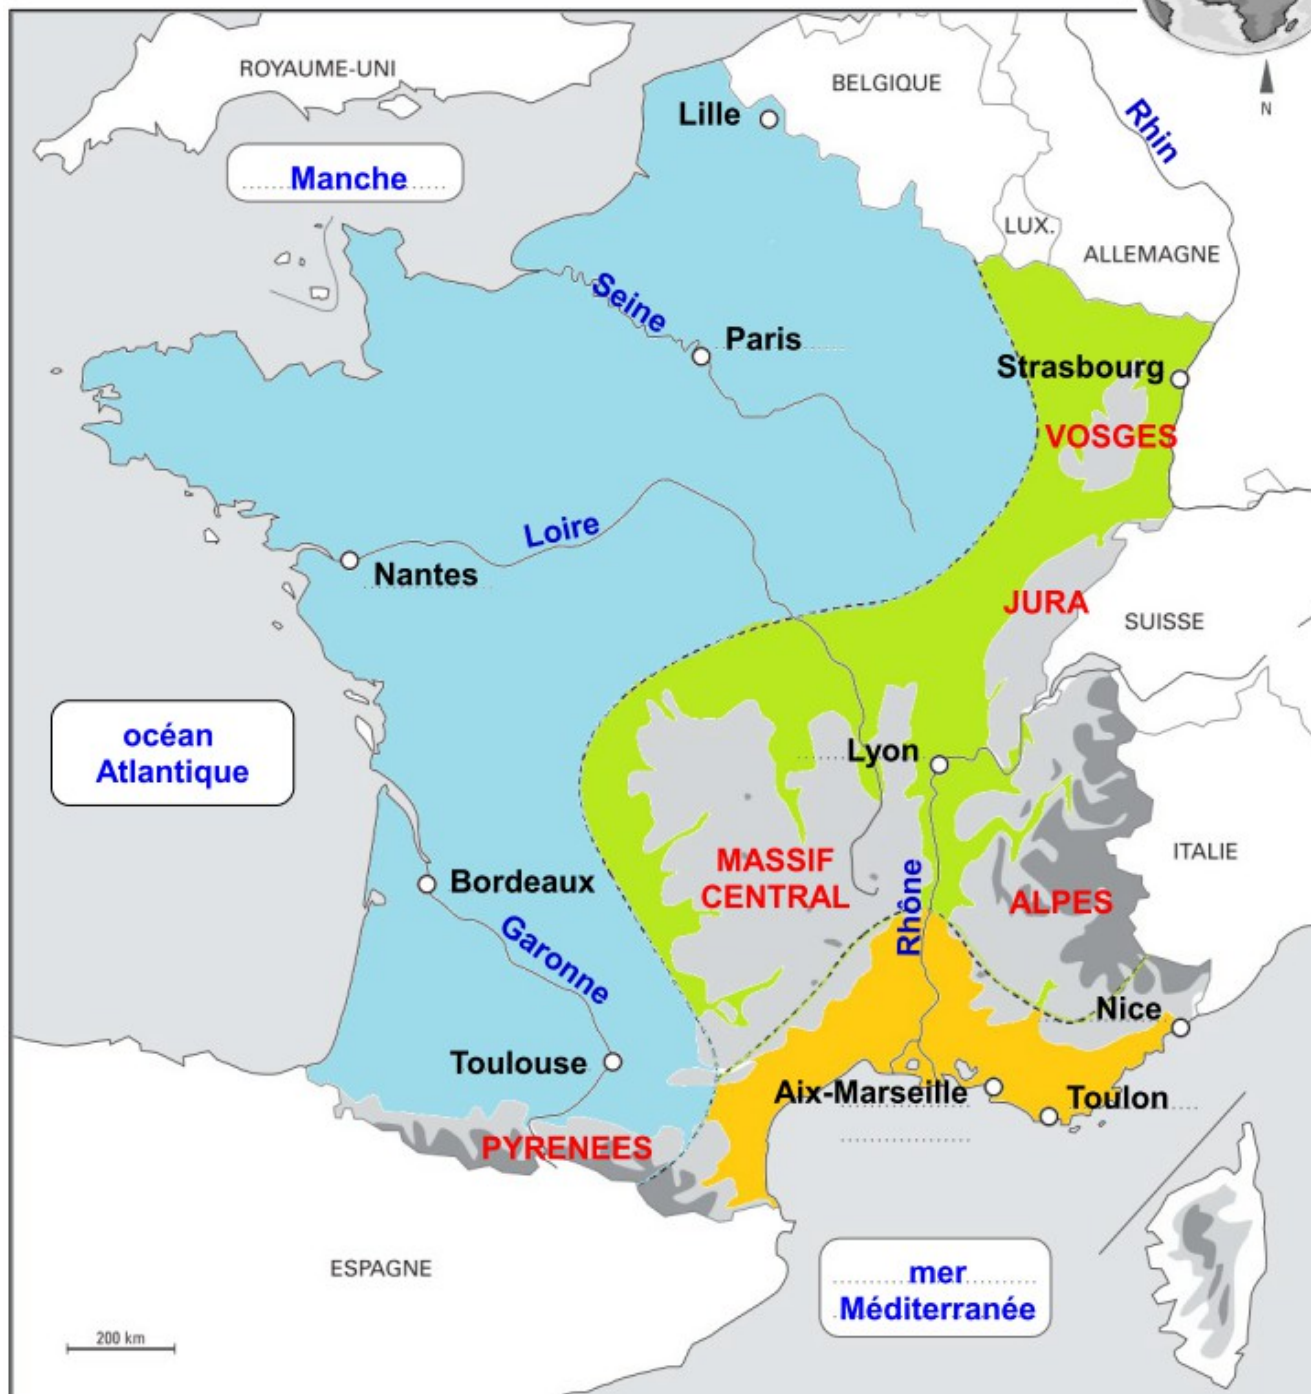 ROYAUME-UNI
BELGIQUE
N
Lille
Rhin
Manche
LUX.
ALLEMAGNE
Seine
Paris
Strasbourg
VOSGES
Loire
Nantes
JURA
SUISSE
océan
Atlantique
Lyon
ITALIE
MASSIF
CENTRAL
Bordeaux
Rhône
ALPES
Garonne
Nice
Toulouse
Aix-Marseille
Toulon
PYRENEES
ESPAGNE
mer
Méditerranée
200 km